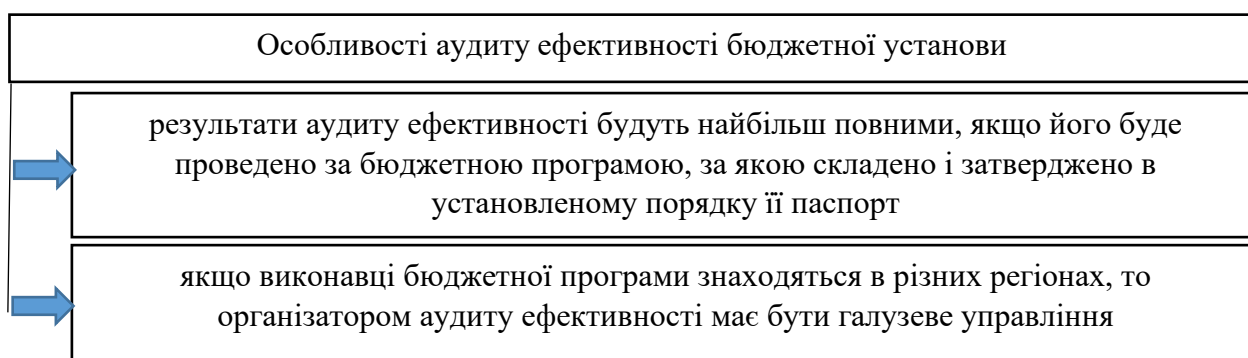 Особливості аудиту ефективності бюджетної установи
результати аудиту ефективності будуть найбільш повними, якщо його буде
проведено за бюджетною програмою, за якою складено і затверджено в
установленому порядку її паспорт
якщо виконавці бюджетної програми знаходяться в різних регіонах, то
організатором аудиту ефективності має бути галузеве управління